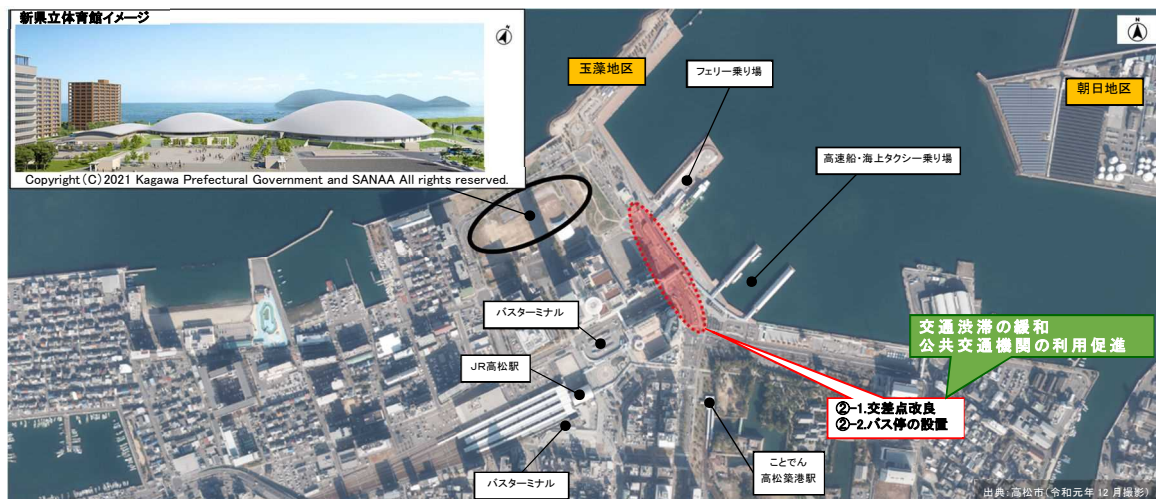 新県立体育館イメージ
Copyright(C)2021 Kagawa Prefectural Government and SANAA All rights reserved.
玉藻地区
フェリー乗り場
朝日地区
高速船・海上タクシー乗り場
バスターミナル
JR高松駅
交通渋滞の緩和
公共交通機関の利用促進
②-1.交差点改良
②-2.バス停の設置
バスターミナル
ことでん
高松築港駅
出典:高松市(令和元年12月撮影)